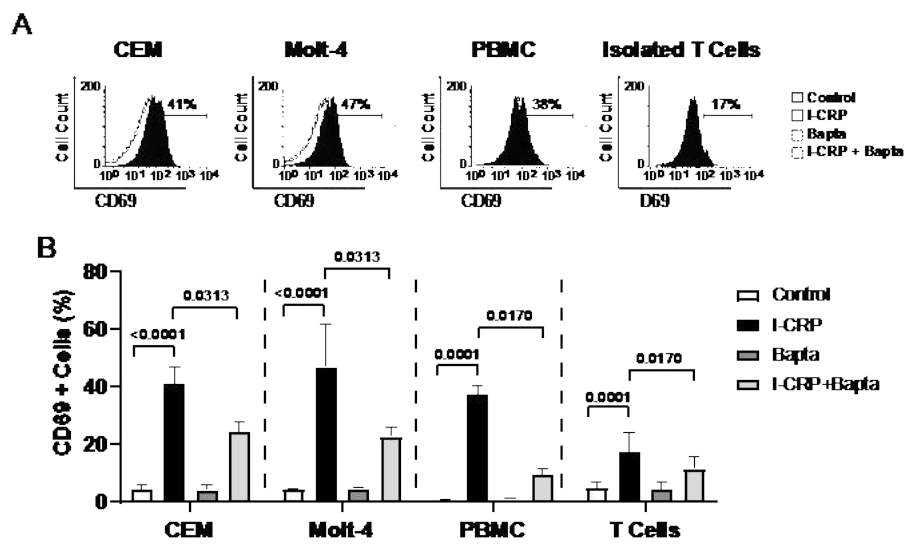 A
CEM
Molt-4
PBMC
Isolated T Cells
200
Cell Count
0
41%
10⁰ 10¹ 10² 10³ 10⁴
CD69
200
Cell Count
0
47%
10⁰ 10¹ 10² 10³ 10⁴
CD69
200
Cell Count
0
38%
10⁰ 10¹ 10² 10³ 10⁴
CD69
200
Cell Count
0
17%
10⁰ 10¹ 10² 10³ 10⁴
D69
Control
I-CRP
Bapta
I-CRP + Bapta
B
CD69 + Cells (%)
80
60
40
20
0
<0.0001
0.0313
<0.0001
0.0313
0.0001
0.0170
0.0001
0.0170
CEM
Molt-4
PBMC
T Cells
Control
I-CRP
Bapta
I-CRP+Bapta